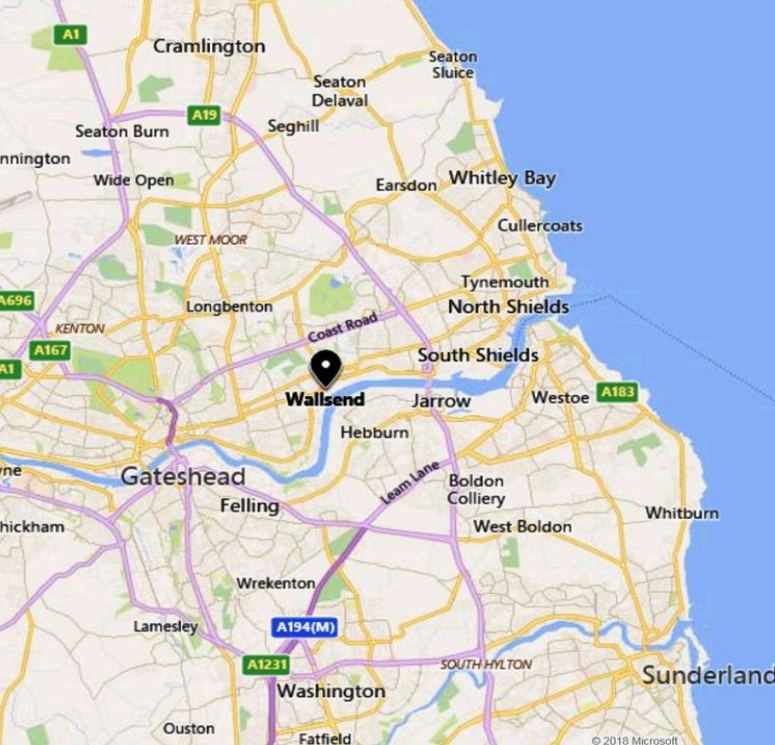 A1
Cramlington
Seaton
Sluice
Seaton
Delaval
A19
Seghill
Seaton Burn
nnington
Wide Open
Earsdon
Whitley Bay
Cullercoats
WEST MOOR
Tynemouth
A696
Longbenton
North Shields
KENTON
Coast Road
A167
South Shields
A1
Wallsend
Jarrow
Westoe
A183
Hebburn
yne
Gateshead
Leam Lane
Boldon
Colliery
Felling
hickham
West Boldon
Whitburn
Wrekenton
Lamesley
A194(M)
A1231
SOUTH HYLTON
Sunderland
Washington
Ouston
Fatfield
© 2018 Microsoft